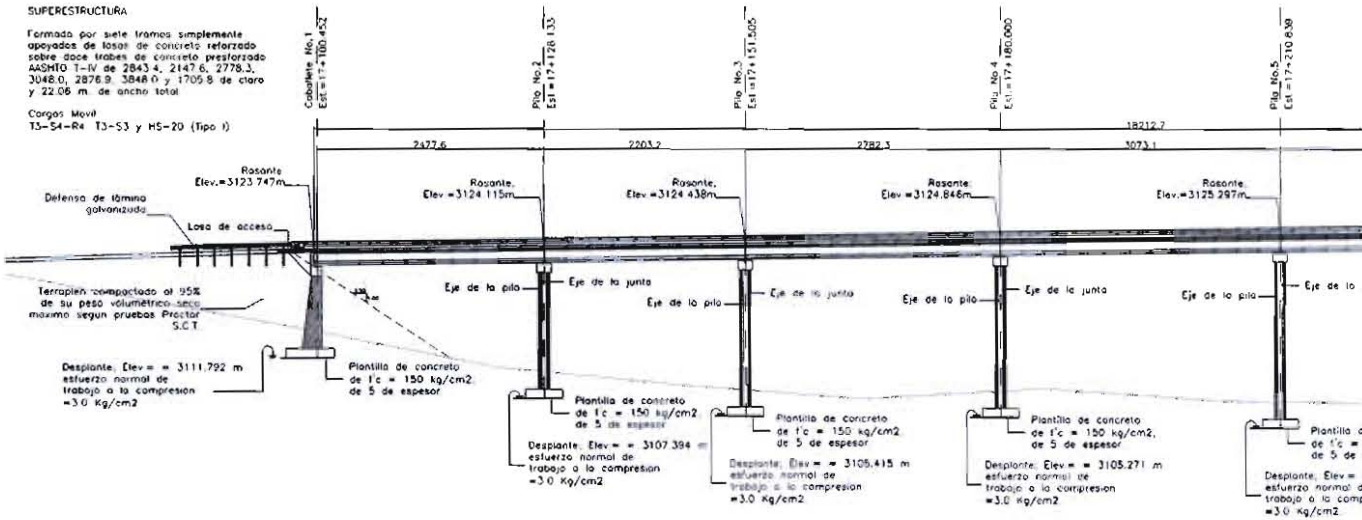 SUPERESTRUCTURA
Formada por siete tramos simplemente
apoyados de losas de concreto reforzado
sobre doce trabes de concreto presforzado
AASHTO T-IV de 2843.4, 2147.6, 2778.3,
3048.0, 2876.9, 3848.0 y 1705.8 de claro
y 22.06 m. de ancho total
Cargas Movil
T3-S4-R4 T3-S3 y HS-20 (Tipo I)
Caballete No.1
Est.=17+100.452
Pila No.2
Est.=17+128.133
Pila No.3
Est.=17+151.505
Pila No.4
Est.=17+180.000
Pila No.5
Est.=17+210.839
18212.7
2477.6
2203.2
2782.3
3073.1
Rasante
Elev.=3123.747m
Rasante,
Elev.=3124.115m
Rasante,
Elev.=3124.438m
Rasante
Elev.=3124.846m
Rasante
Elev.=3125.297m
Defensa de lámina
galvanizada
Losa de acceso
Terraplen compactado al 95%
de su peso volumétrico seco
maximo segun pruebas Proctor
S.C.T.
Eje de la pila
Eje de la junta
Eje de la pila
Eje de la junta
Eje de la pila
Eje de la junta
Eje de la pila
Eje de la
Desplante, Elev = = 3111.792 m
esfuerzo normal de
trabajo a la compresion
=3.0 Kg/cm2
Plantilla de concreto
de f'c = 150 kg/cm2,
de 5 de espesor
Plantilla de concreto
de f'c = 150 kg/cm2,
de 5 de espesor
Desplante, Elev = = 3107.394 m
esfuerzo normal de
trabajo a la compresion
=3.0 Kg/cm2
Plantilla de concreto
de f'c = 150 kg/cm2,
de 5 de espesor
Desplante, Elev = = 3105.415 m
esfuerzo normal de
trabajo a la compresion
=3.0 Kg/cm2
Plantilla de concreto
de f'c = 150 kg/cm2,
de 5 de espesor
Desplante, Elev = = 3105.271 m
esfuerzo normal de
trabajo a la compresion
=3.0 Kg/cm2
Plantilla d
de f'c =
de 5 de
Desplante, Elev =
esfuerzo normal d
trabajo a la comp
=3.0 Kg/cm2